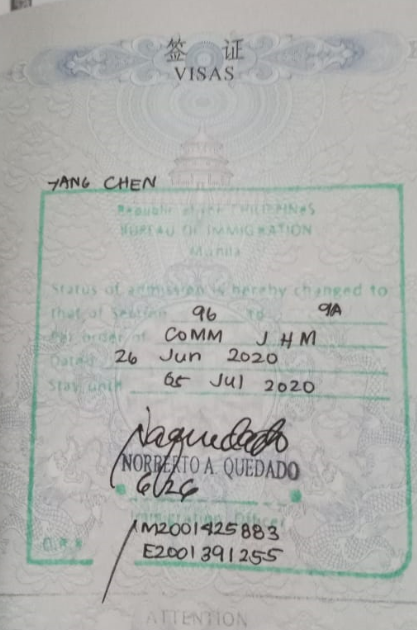 签 证
VISAS
YANG CHEN
Republic of the PHILIPPINES
BUREAU OF IMMIGRATION
Manila
Status of admission is hereby changed to
that of Section 9G to 9A
Per order of COMM J H M
Dated 26 Jun 2020
Stay until 05 Jul 2020
NORBERTO A. QUEDADO
6/26
Immigration Officer
M2001425883
E2001391255
ATTENTION